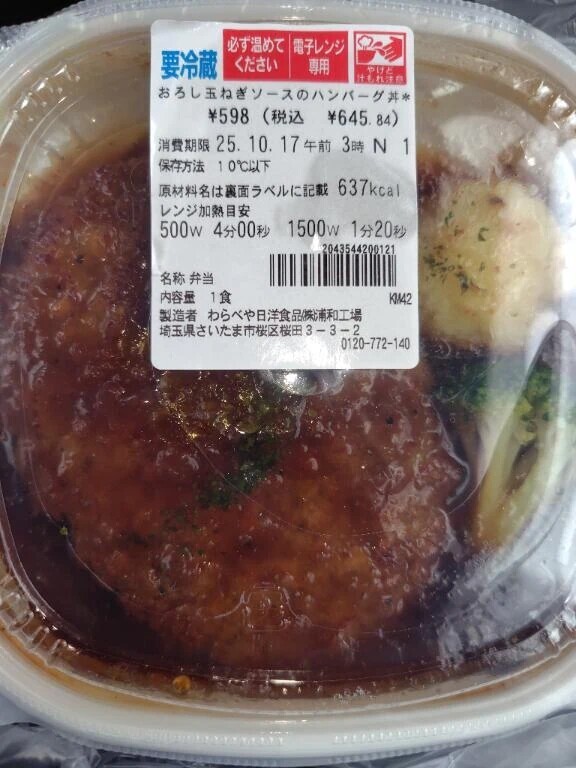 要冷蔵
必ず温めて
ください
電子レンジ
専用
やけど
汁もれ注意
おろし玉ねぎソースのハンバーグ丼*
¥598 (税込 ¥645.84)
消費期限 25.10.17午前 3時 N 1
保存方法 10℃以下
原材料名は裏面ラベルに記載 637kcal
レンジ加熱目安
500W 4分00秒 1500W 1分20秒
2043544200121
名称 弁当
内容量 1食 KM42
製造者 わらべや日洋食品㈱浦和工場
埼玉県さいたま市桜区桜田3-3-2
0120-772-140